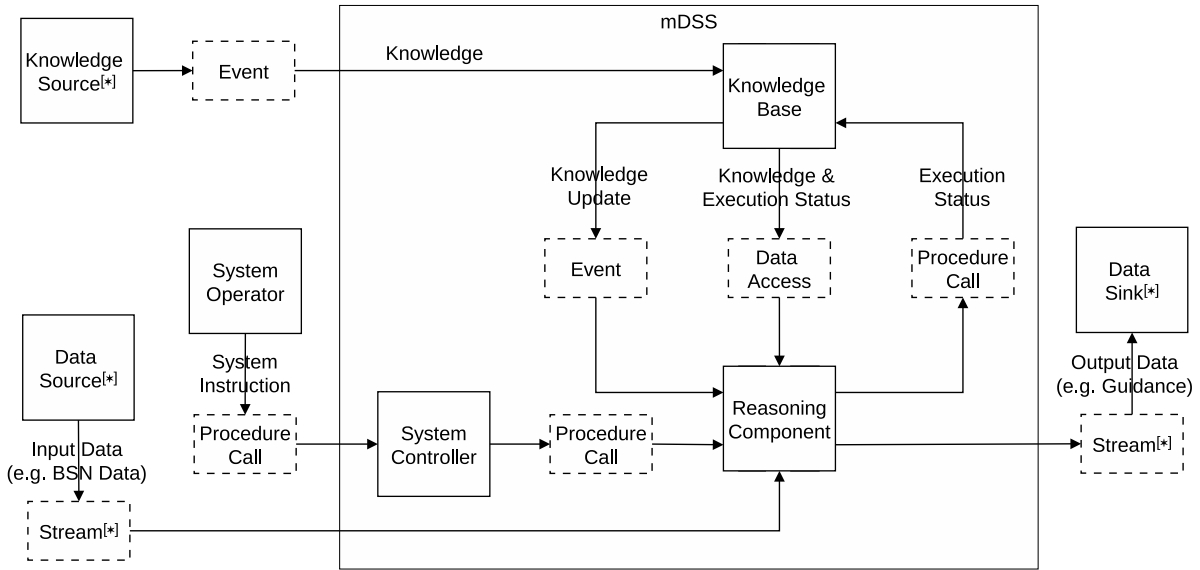 mDSS
Knowledge
Source[*]
Event
Knowledge
Knowledge
Base
Knowledge
Update
Knowledge &
Execution Status
Execution
Status
System
Operator
Event
Data
Access
Procedure
Call
Data
Sink[*]
Data
Source[*]
System
Instruction
Output Data
(e.g. Guidance)
Procedure
Call
System
Controller
Procedure
Call
Reasoning
Component
Stream[*]
Input Data
(e.g. BSN Data)
Stream[*]